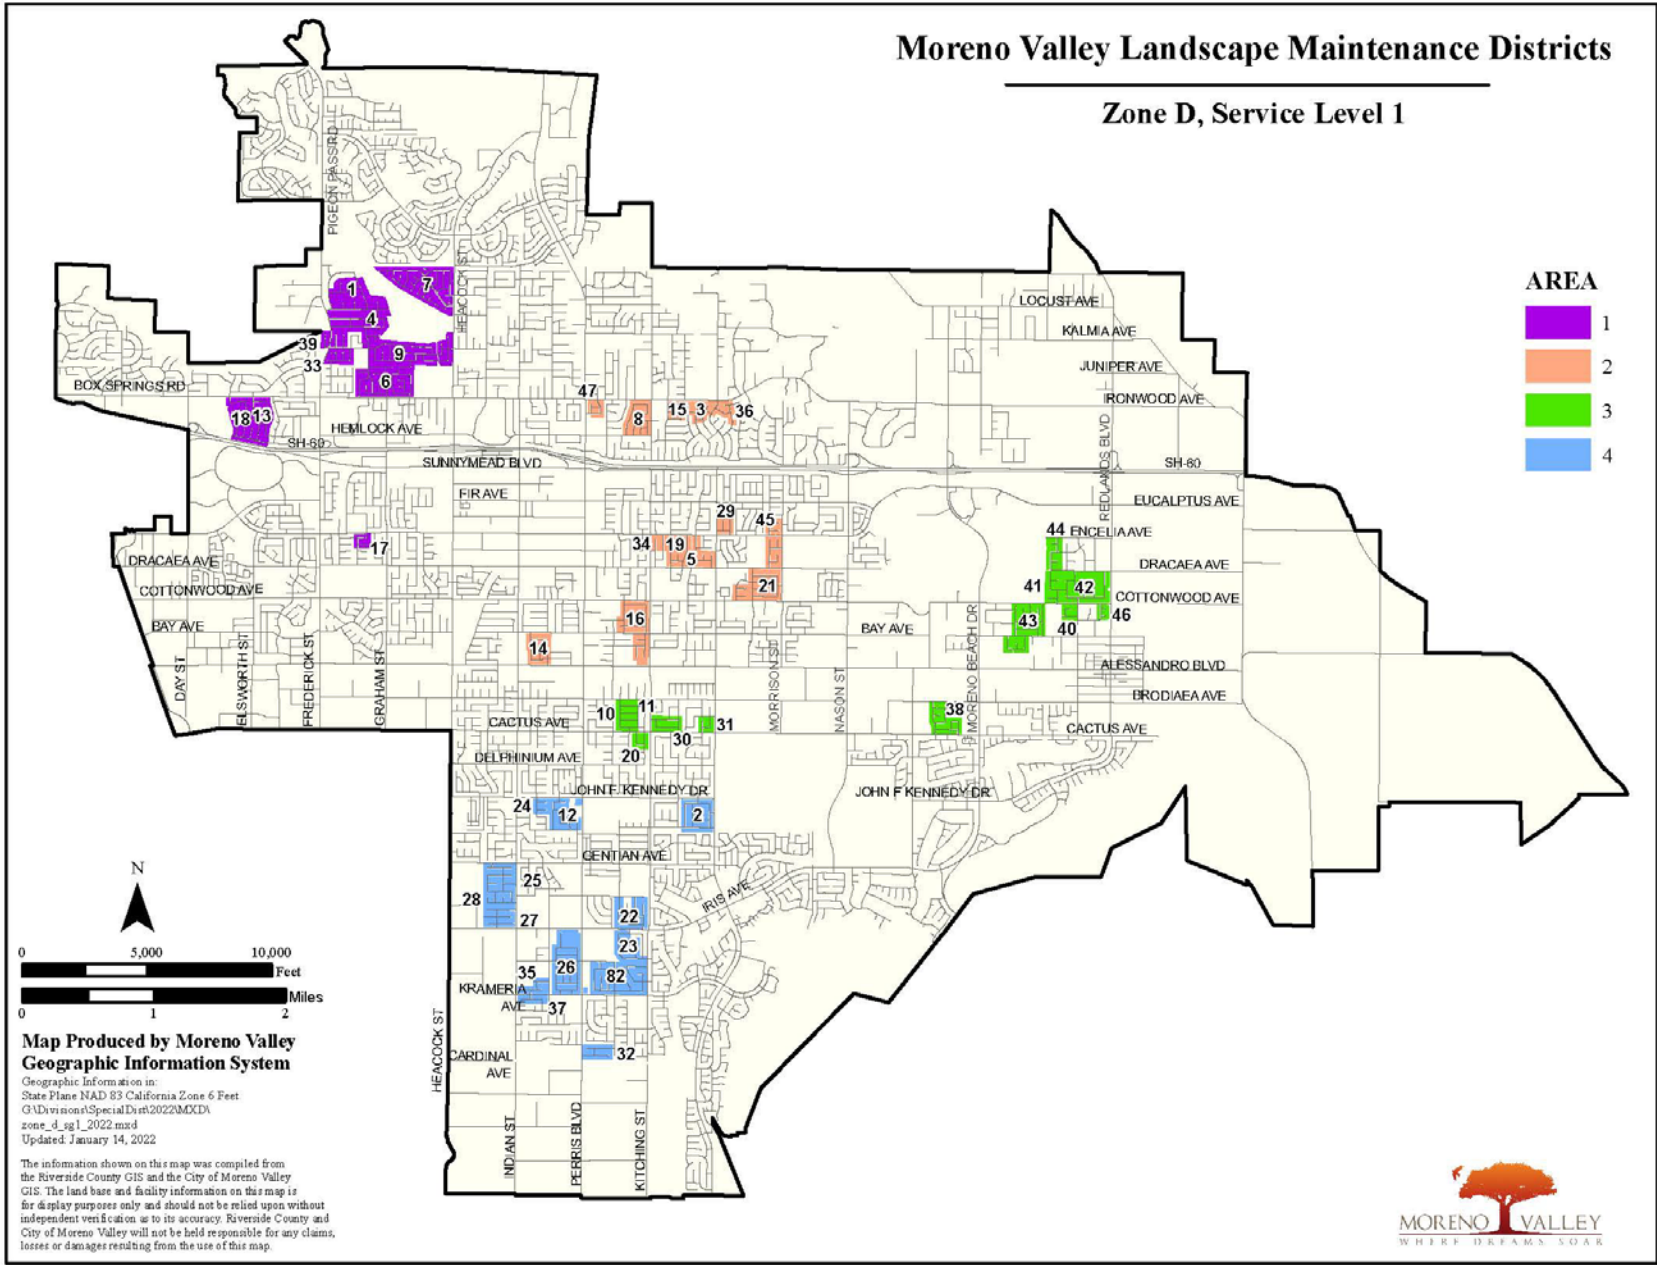 Moreno Valley Landscape Maintenance Districts
Zone D, Service Level 1
AREA
1
2
3
4
PIGEON PASS RD
HEACOCK ST
1
7
4
39
9
33
6
BOX SPRINGS RD
18
13
HEMLOCK AVE
SH-60
SUNNYMEAD BLVD
FIR AVE
47
8
15
3
36
LOCUST AVE
KALMIA AVE
JUNIPER AVE
IRONWOOD AVE
REDLANDS BLVD
SH-60
EUCALPTUS AVE
29
45
44
ENCELIA AVE
17
34
19
5
DRACAEA AVE
DRACAEA AVE
COTTONWOOD AVE
21
41
42
COTTONWOOD AVE
BAY AVE
16
BAY AVE
43
40
46
14
ALESSANDRO BLVD
BRODIAEA AVE
DAY ST
ELSWORTH ST
FREDERICK ST
GRAHAM ST
MORRISON ST
NASON ST
MORENO BEACH DR
10
11
CACTUS AVE
31
30
20
38
CACTUS AVE
DELPHINIUM AVE
JOHN F. KENNEDY DR
JOHN F KENNEDY DR
24
12
2
GENTIAN AVE
25
28
27
22
IRIS AVE
23
35
26
82
KRAMERIA
AVE
37
32
CARDINAL
AVE
HEACOCK ST
INDIAN ST
PERRIS BLVD
KITCHING ST
N
0
5,000
10,000
Feet
Miles
0
1
2
Map Produced by Moreno Valley
Geographic Information System
Geographic Information in:
State Plane NAD 83 California Zone 6 Feet
G:\Divisions\SpecialDist\2022\MXD\
zone_d_sg1_2022.mxd
Updated: January 14, 2022
The information shown on this map was compiled from
the Riverside County GIS and the City of Moreno Valley
GIS. The land base and facility information on this map is
for display purposes only and should not be relied upon without
independent verification as to its accuracy. Riverside County and
City of Moreno Valley will not be held responsible for any claims,
losses or damages resulting from the use of this map.
MORENO VALLEY
WHERE DREAMS SOAR